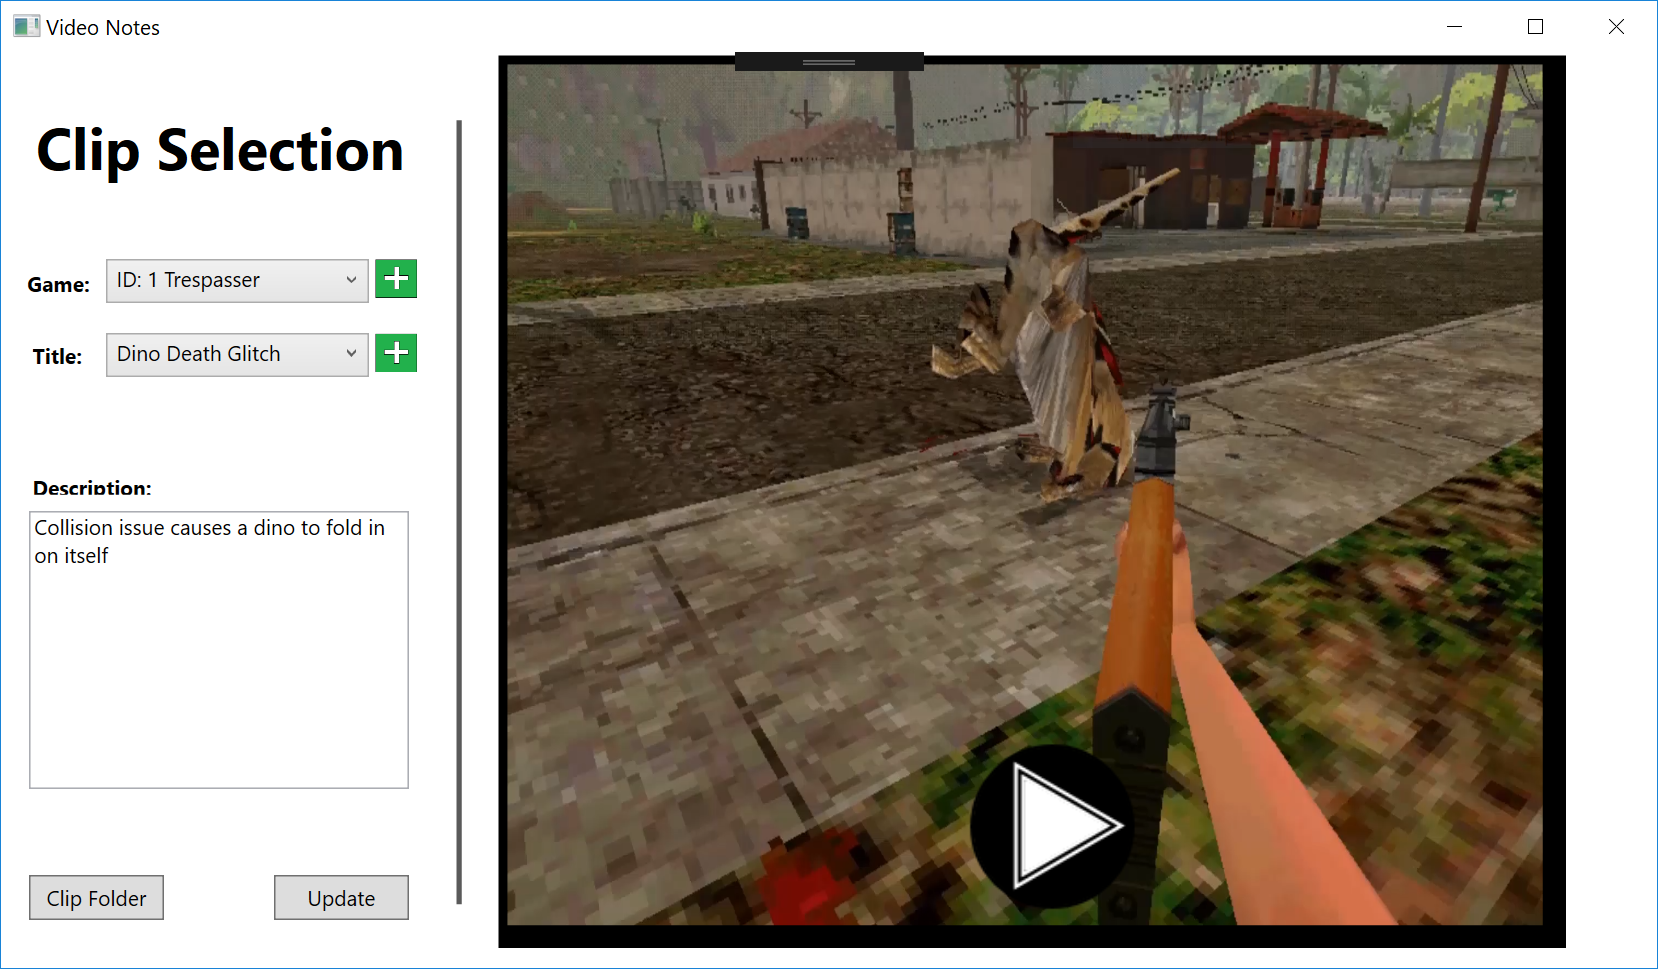 Video Notes
Clip Selection
Game:
ID: 1 Trespasser
Title:
Dino Death Glitch
Description:
Collision issue causes a dino to fold in
on itself
Clip Folder
Update